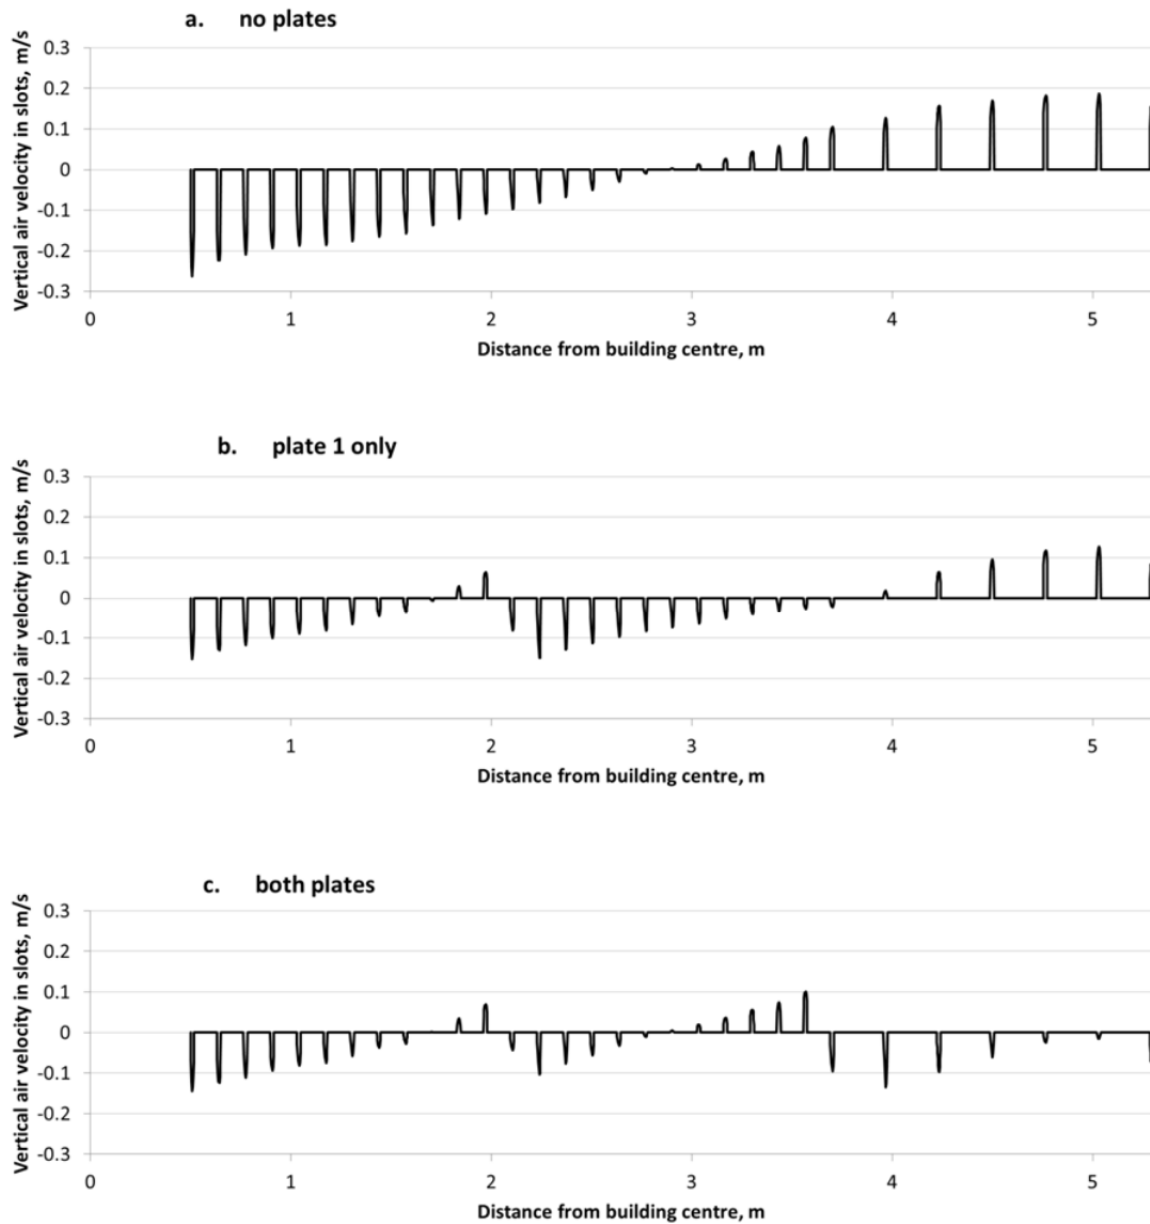 a. no plates
Vertical air velocity in slots, m/s
0.3
0.2
0.1
0
-0.1
-0.2
-0.3
0 1 2 3 4 5
Distance from building centre, m
b. plate 1 only
Vertical air velocity in slots, m/s
0.3
0.2
0.1
0
-0.1
-0.2
-0.3
0 1 2 3 4 5
Distance from building centre, m
c. both plates
Vertical air velocity in slots, m/s
0.3
0.2
0.1
0
-0.1
-0.2
-0.3
0 1 2 3 4 5
Distance from building centre, m